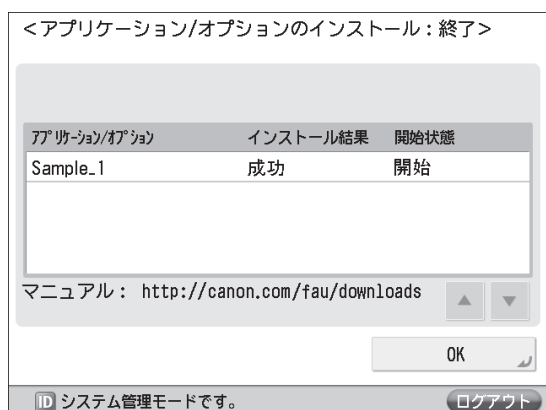 <アプリケーション/オプションのインストール:終了>
ｱﾌﾟﾘｹｰｼｮﾝ/ｵﾌﾟｼｮﾝ インストール結果 開始状態
Sample_1 成功 開始
マニュアル: http://canon.com/fau/downloads
OK
ID システム管理モードです。 ログアウト